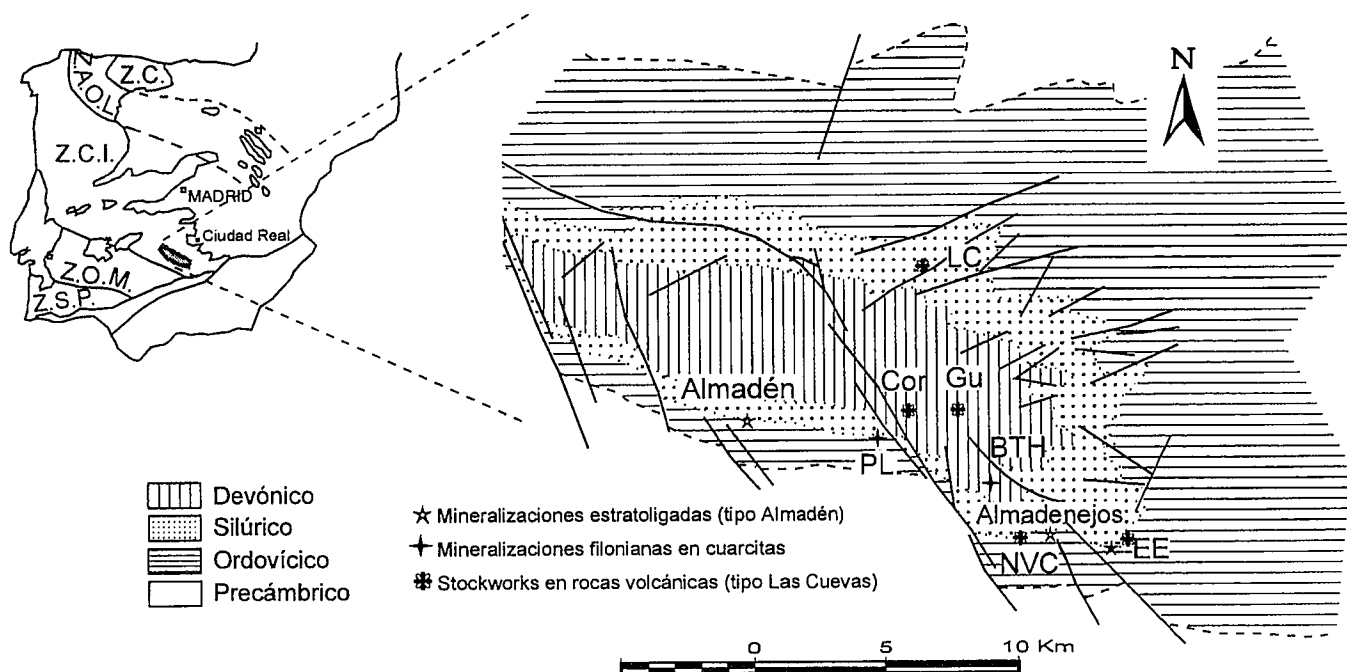 Z.C.
Z.A.O.L.
Z.C.I.
MADRID
Ciudad Real
Z.O.M.
Z.S.P.
N
LC
Almadén
Cor
Gu
PL
BTH
Almadenejos
NVC
EE
Devónico
Silúrico
Ordovícico
Precámbrico
Mineralizaciones estratoligadas (tipo Almadén)
Mineralizaciones filonianas en cuarcitas
Stockworks en rocas volcánicas (tipo Las Cuevas)
0 5 10 Km